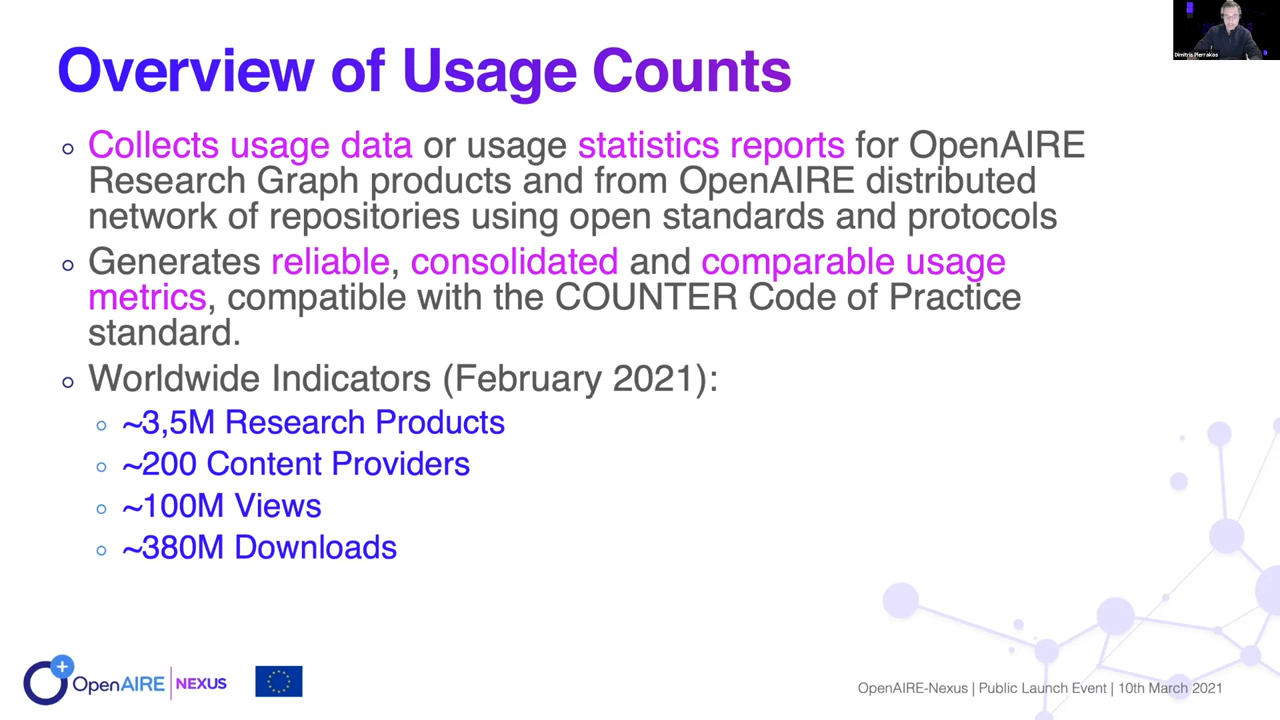 Dimitris Pierrakos
Overview of Usage Counts
Collects usage data or usage statistics reports for OpenAIRE
Research Graph products and from OpenAIRE distributed
network of repositories using open standards and protocols
Generates reliable, consolidated and comparable usage
metrics, compatible with the COUNTER Code of Practice
standard.
Worldwide Indicators (February 2021):
~3,5M Research Products
~200 Content Providers
~100M Views
~380M Downloads
OpenAIRE | NEXUS
OpenAIRE-Nexus | Public Launch Event | 10th March 2021